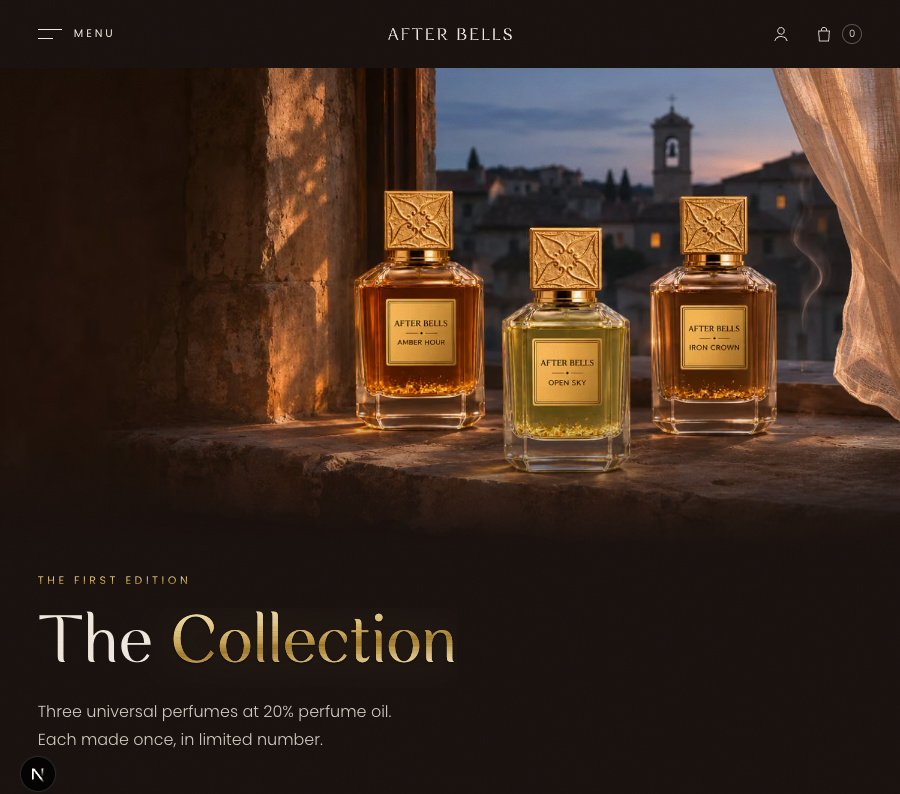 MENU
AFTER BELLS
0
AFTER BELLS
AMBER HOUR
AFTER BELLS
OPEN SKY
AFTER BELLS
IRON CROWN
THE FIRST EDITION
The Collection
Three universal perfumes at 20% perfume oil.
Each made once, in limited number.
N